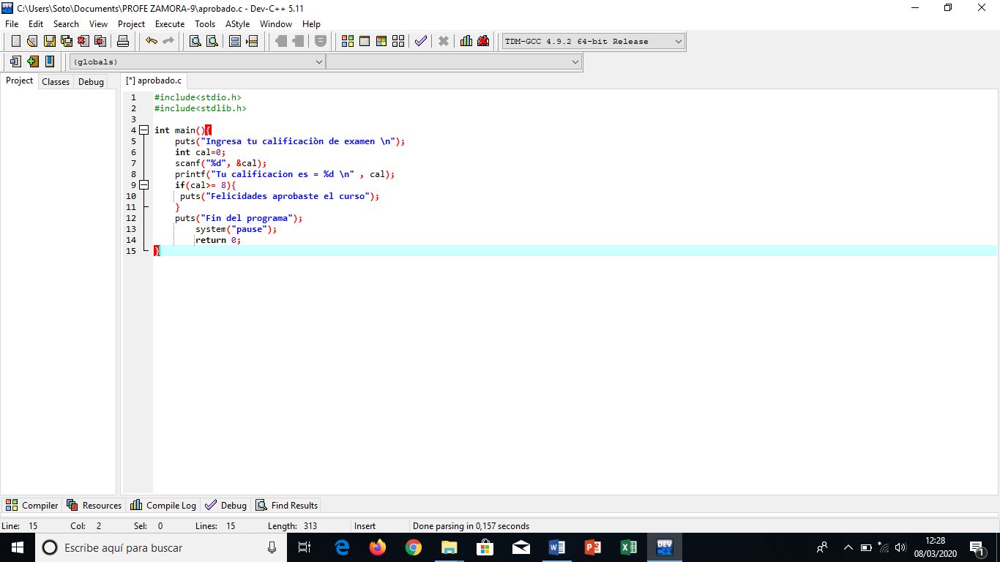 C:\Users\Soto\Documents\PROFE ZAMORA-9\aprobado.c - Dev-C++ 5.11
File Edit Search View Project Execute Tools AStyle Window Help
TDM-GCC 4.9.2 64-bit Release
(globals)
Project Classes Debug
[*] aprobado.c
1 #include<stdio.h>
2 #include<stdlib.h>
3
4 int main(){
5 puts("Ingresa tu calificaciòn de examen \n");
6 int cal=0;
7 scanf("%d", &cal);
8 printf("Tu calificacion es = %d \n" , cal);
9 if(cal>= 8){
10 puts("Felicidades aprobaste el curso");
11 }
12 puts("Fin del programa");
13 system("pause");
14 return 0;
15 }
Compiler Resources Compile Log Debug Find Results
Line: 15 Col: 2 Sel: 0 Lines: 15 Length: 313 Insert Done parsing in 0,157 seconds
Escribe aquí para buscar
DEV
12:28
08/03/2020
1